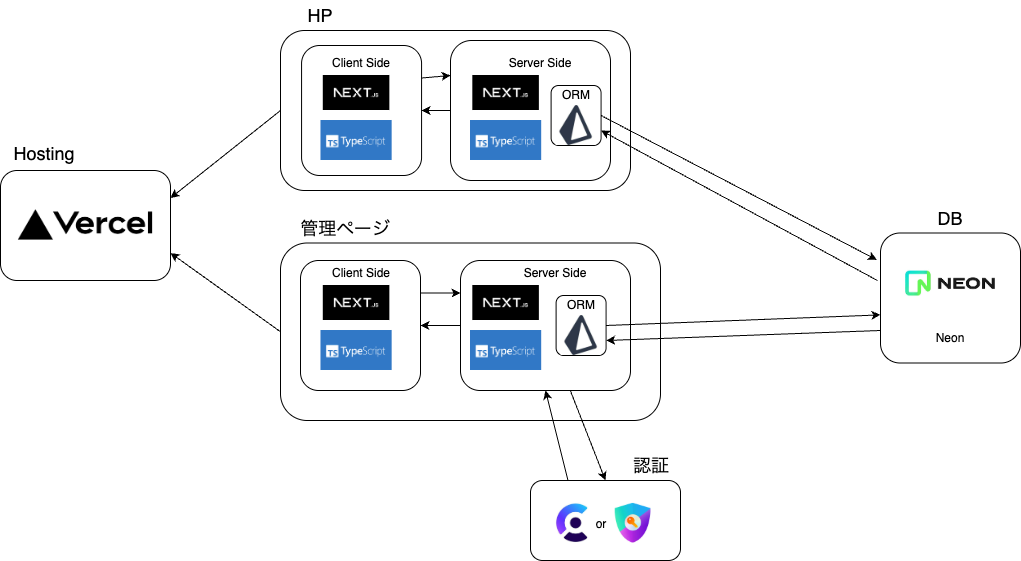 HP
Client Side
NEXT.JS
TS TypeScript
Server Side
NEXT.JS
TS TypeScript
ORM
Hosting
Vercel
管理ページ
Client Side
NEXT.JS
TS TypeScript
Server Side
NEXT.JS
TS TypeScript
ORM
DB
NEON
Neon
認証
or